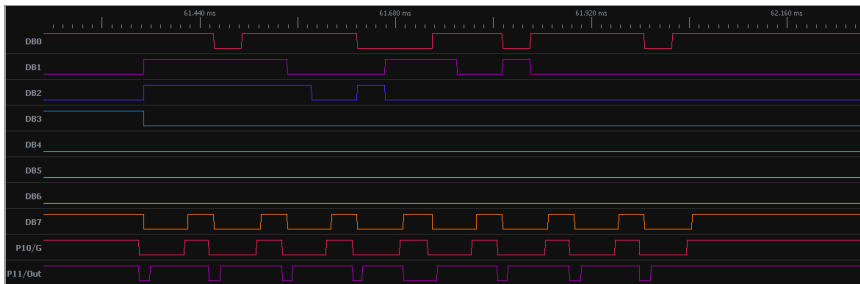 61.440 ms 61.680 ms 61.920 ms 62.160 ms
DB0
DB1
DB2
DB3
DB4
DB5
DB6
DB7
P10/G
P11/Out